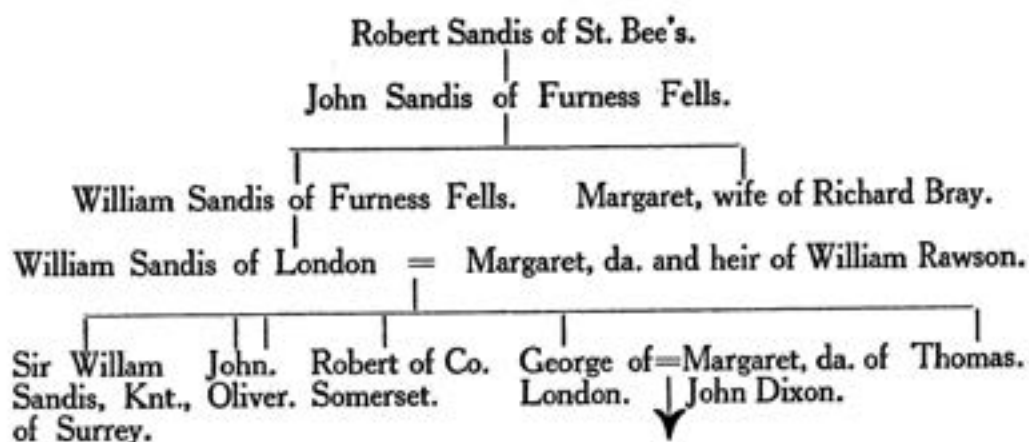 Robert Sandis of St. Bee's.
John Sandis of Furness Fells.
William Sandis of Furness Fells. Margaret, wife of Richard Bray.
William Sandis of London = Margaret, da. and heir of William Rawson.
Sir Willam John. Robert of Co. George of=Margaret, da. of Thomas.
Sandis, Knt., Oliver. Somerset. London. John Dixon.
of Surrey.